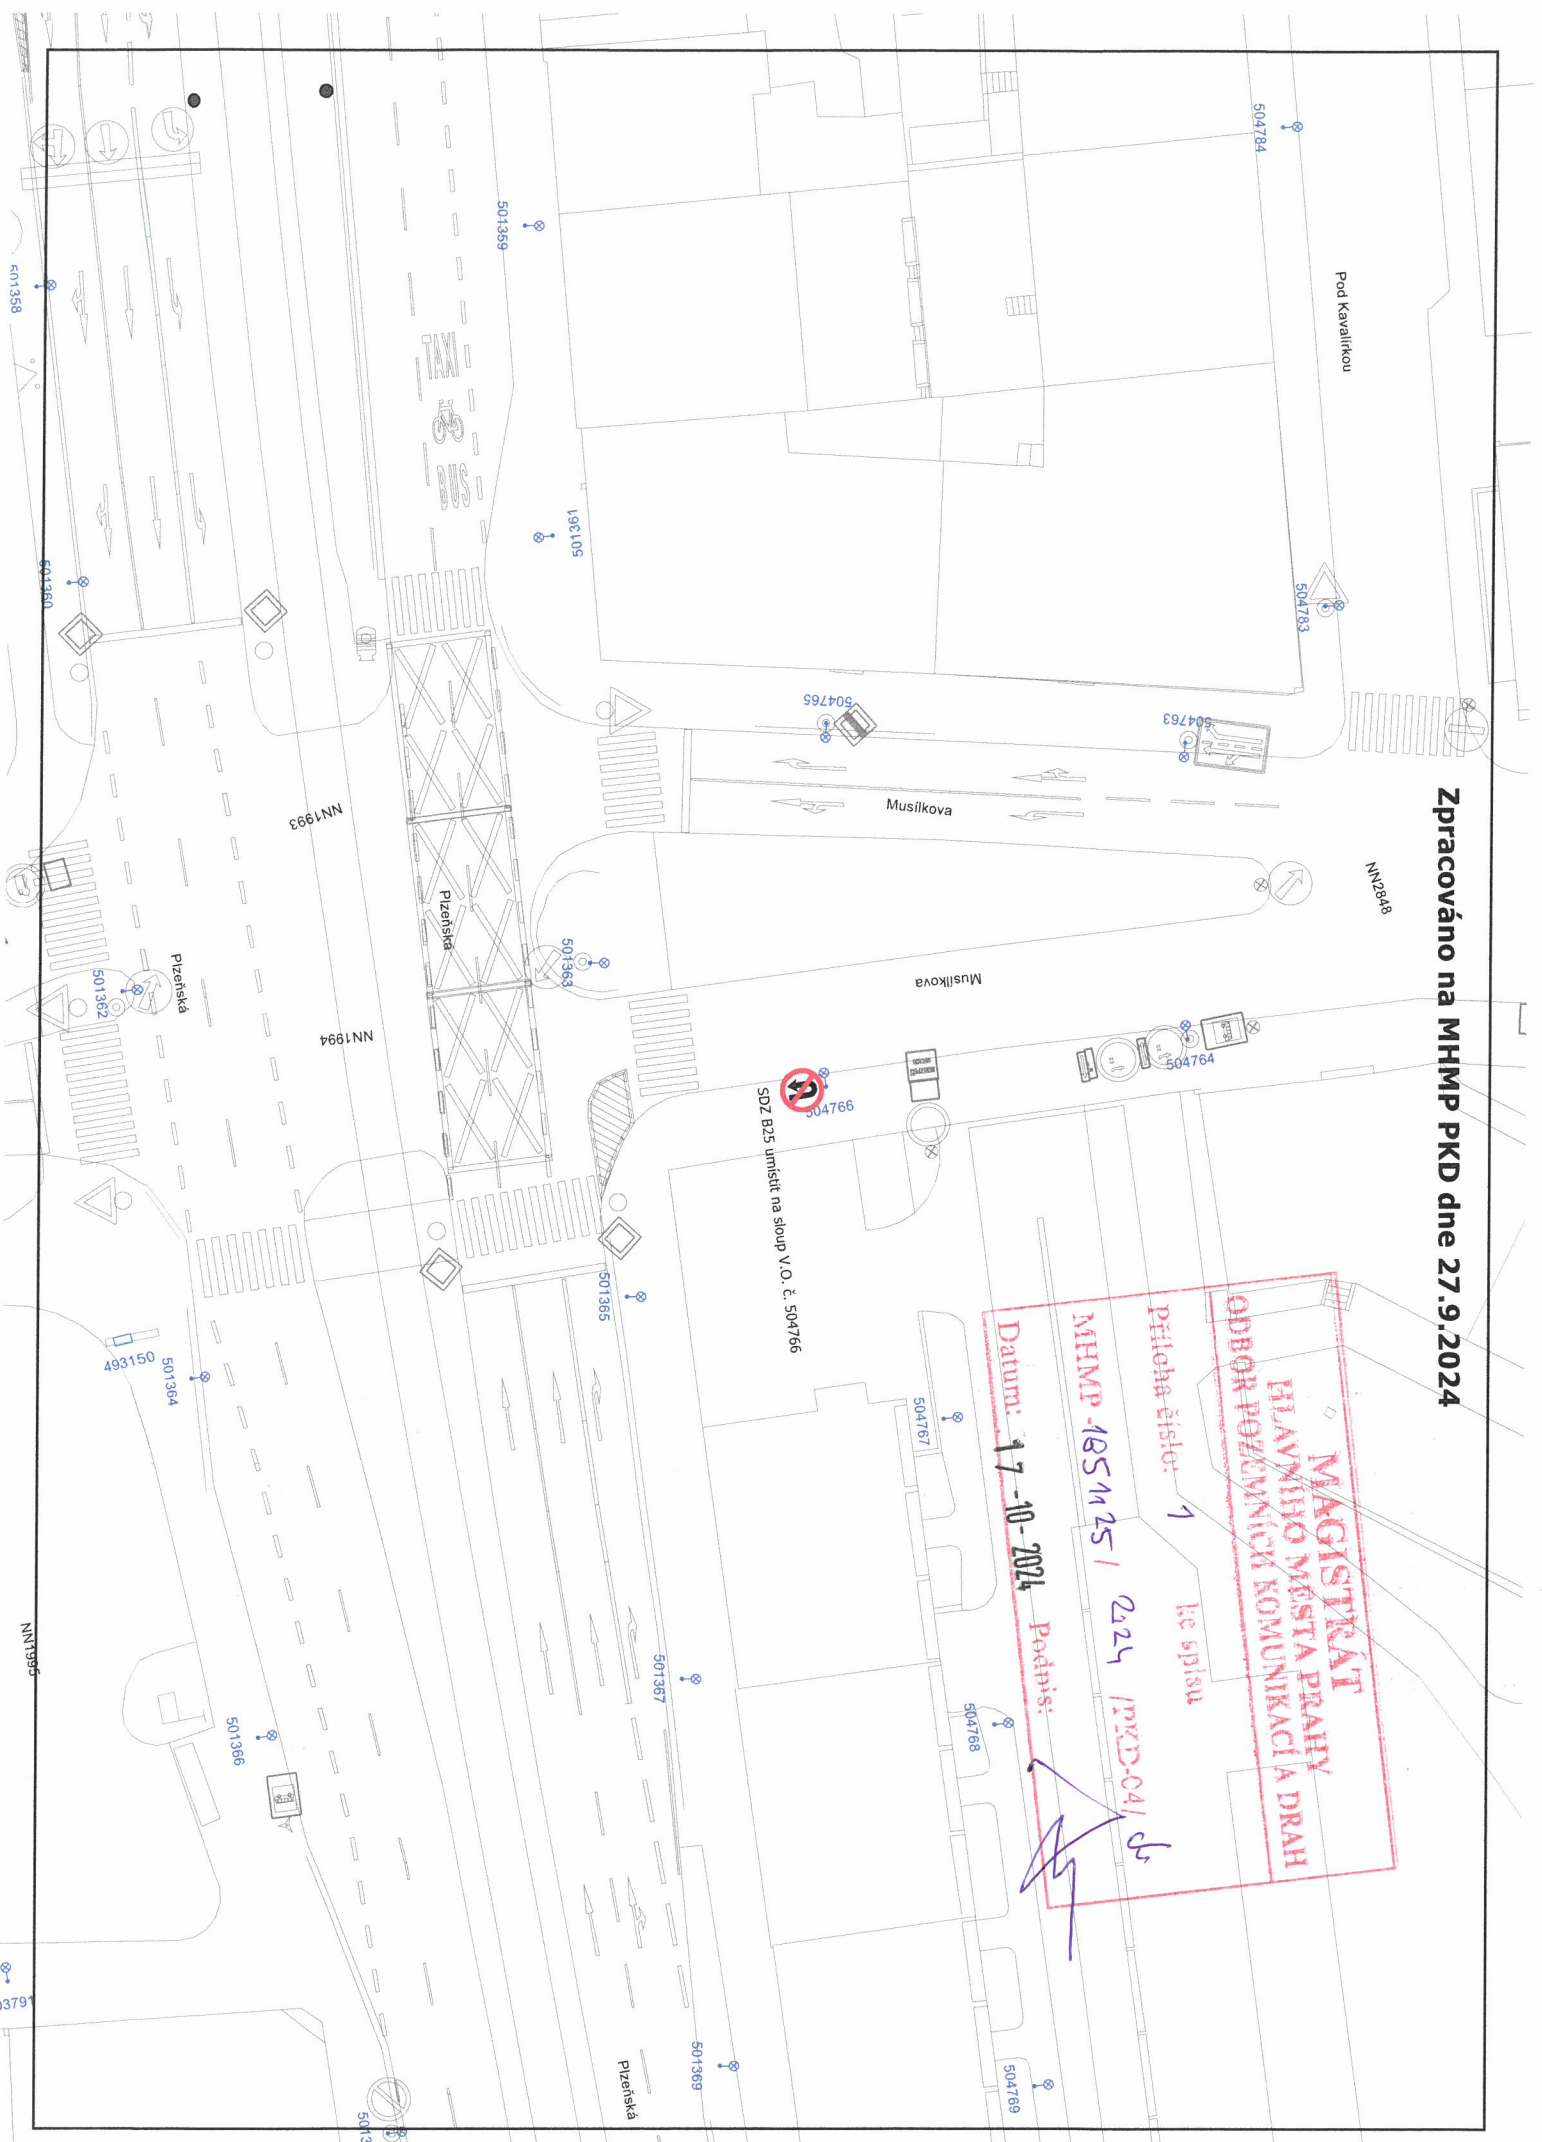 Zpracováno na MHMP PKD dne 27.9.2024
MAGISTRÁT
HLAVNÍHO MĚSTA PRAHY
ODBOR POZEMNÍCH KOMUNIKACÍ A DRAH
Příloha číslo: 1 ke spisu
MHMP - 1851125 / 2024 /PKD-O4/
Datum: 17 -10- 2024 Podpis:
504784
Pod Kavalírkou
504783
NN2848
504763
504765
Musílkova
Musílkova
504764
504766
SDZ B25 umístit na sloup V.O. č. 504766
504767
504768
504769
501359
501361
TAXI
BUS
501363
Plzeňská
501365
501367
501369
Plzeňská
501358
501360
NN1993
NN1994
Plzeňská
501362
493150
501364
501366
NN1995